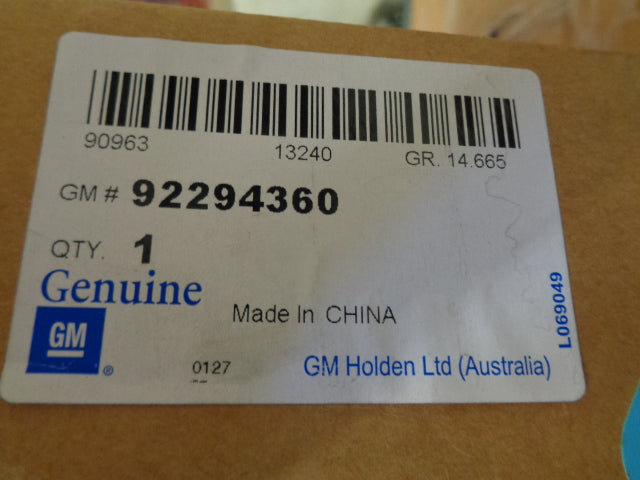 90963 13240 GR. 14.665
GM # 92294360
QTY. 1
Genuine
GM ®
Made In CHINA
0127
GM Holden Ltd (Australia)
L069049